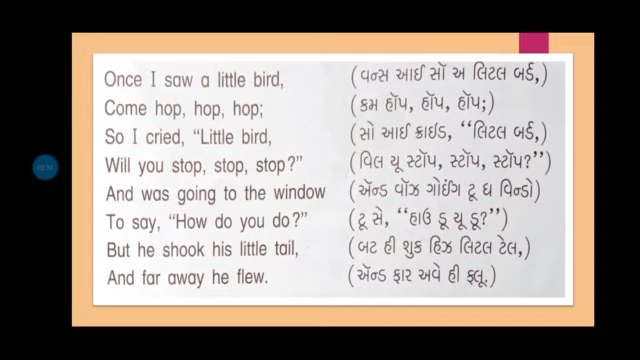 Once I saw a little bird, (વન્સ આઈ સૉ અ લિટલ બર્ડ,)
Come hop, hop, hop; (કમ હૉપ, હૉપ, હૉપ;)
So I cried, “Little bird, (સો આઈ ક્રાઈડ, “લિટલ બર્ડ,)
Will you stop, stop, stop?” (વિલ યૂ સ્ટૉપ, સ્ટૉપ, સ્ટૉપ?”)
And was going to the window (ઍન્ડ વૉઝ ગોઇંગ ટૂ ધ વિન્ડો)
To say, “How do you do?” (ટૂ સે, “હાઉ ડૂ યૂ ડૂ?”)
But he shook his little tail, (બટ હી શુક હિઝ લિટલ ટેલ,)
And far away he flew. (ઍન્ડ ફાર અવે હી ફ્લૂ.)